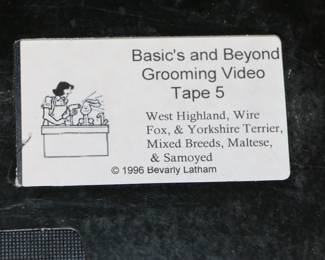 Basic's and Beyond
Grooming Video
Tape 5
West Highland, Wire
Fox, & Yorkshire Terrier,
Mixed Breeds, Maltese,
& Samoyed
© 1996 Bevarly Latham